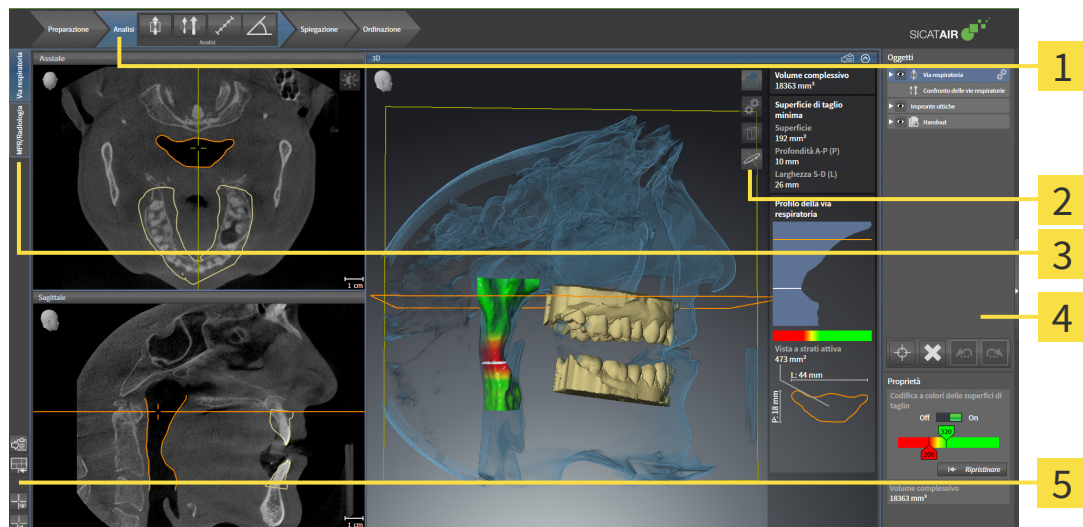 Preparazione
Analisi
Analisi
Spiegazione
Ordinazione
SICATAIR
Via respiratoria
MPR/Radiologia
Assiale
1 cm
Sagittale
1 cm
3D
Volume complessivo
18363 mm³
Superficie di taglio
minima
Superficie
192 mm²
Profondità A-P (P)
10 mm
Larghezza S-D (L)
26 mm
Profilo della via
respiratoria
Vista a strati attiva
473 mm²
L: 44 mm
P: 18 mm
Oggetti
Via respiratoria
Confronto delle vie respiratorie
Impronte ottiche
Handout
Proprietà
Codifica a colori delle superfici di
taglio
Off On
320
200
Ripristinare
Volume complessivo
18363 mm³
1
2
3
4
5